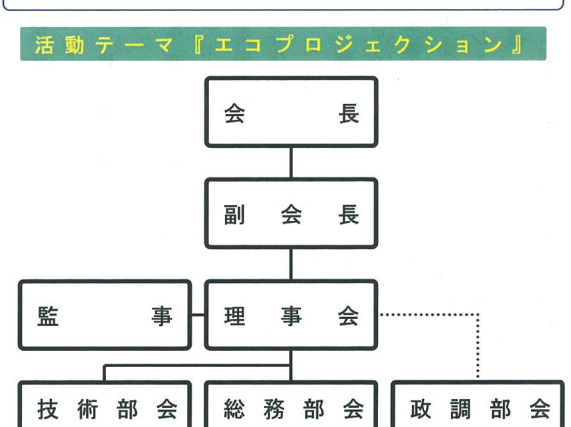 活動テーマ『エコプロジェクション』
会長
副会長
監事 理事会
技術部会 総務部会 政調部会